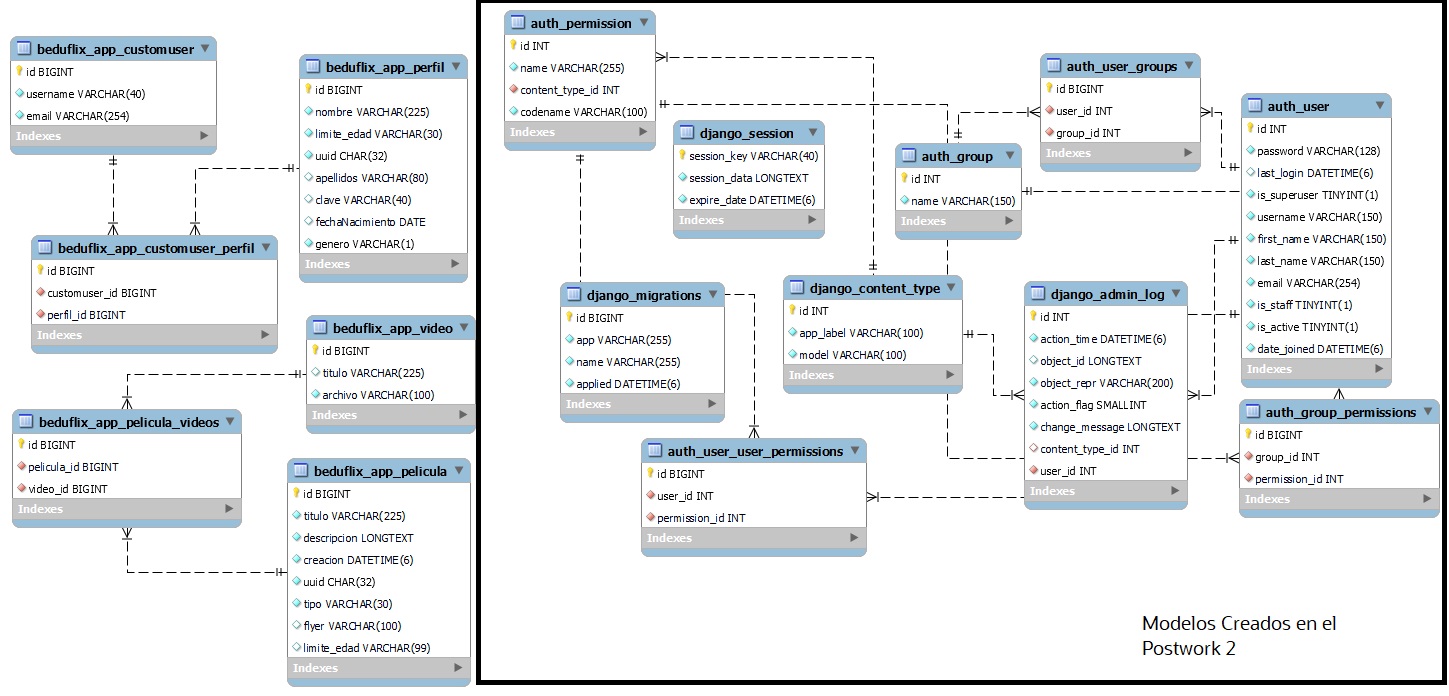 beduflix_app_customuser
id BIGINT
username VARCHAR(40)
email VARCHAR(254)
Indexes
beduflix_app_perfil
id BIGINT
nombre VARCHAR(225)
limite_edad VARCHAR(30)
uuid CHAR(32)
apellidos VARCHAR(80)
clave VARCHAR(40)
fechaNacimiento DATE
genero VARCHAR(1)
Indexes
beduflix_app_customuser_perfil
id BIGINT
customuser_id BIGINT
perfil_id BIGINT
Indexes
beduflix_app_video
id BIGINT
titulo VARCHAR(225)
archivo VARCHAR(100)
Indexes
beduflix_app_pelicula_videos
id BIGINT
pelicula_id BIGINT
video_id BIGINT
Indexes
beduflix_app_pelicula
id BIGINT
titulo VARCHAR(225)
descripcion LONGTEXT
creacion DATETIME(6)
uuid CHAR(32)
tipo VARCHAR(30)
flyer VARCHAR(100)
limite_edad VARCHAR(99)
Indexes
auth_permission
id INT
name VARCHAR(255)
content_type_id INT
codename VARCHAR(100)
Indexes
django_session
session_key VARCHAR(40)
session_data LONGTEXT
expire_date DATETIME(6)
Indexes
auth_group
id INT
name VARCHAR(150)
Indexes
auth_user_groups
id BIGINT
user_id INT
group_id INT
Indexes
auth_user
id INT
password VARCHAR(128)
last_login DATETIME(6)
is_superuser TINYINT(1)
username VARCHAR(150)
first_name VARCHAR(150)
last_name VARCHAR(150)
email VARCHAR(254)
is_staff TINYINT(1)
is_active TINYINT(1)
date_joined DATETIME(6)
Indexes
django_migrations
id BIGINT
app VARCHAR(255)
name VARCHAR(255)
applied DATETIME(6)
Indexes
django_content_type
id INT
app_label VARCHAR(100)
model VARCHAR(100)
Indexes
django_admin_log
id INT
action_time DATETIME(6)
object_id LONGTEXT
object_repr VARCHAR(200)
action_flag SMALLINT
change_message LONGTEXT
content_type_id INT
user_id INT
Indexes
auth_group_permissions
id BIGINT
group_id INT
permission_id INT
Indexes
auth_user_user_permissions
id BIGINT
user_id INT
permission_id INT
Indexes
Modelos Creados en el
Postwork 2